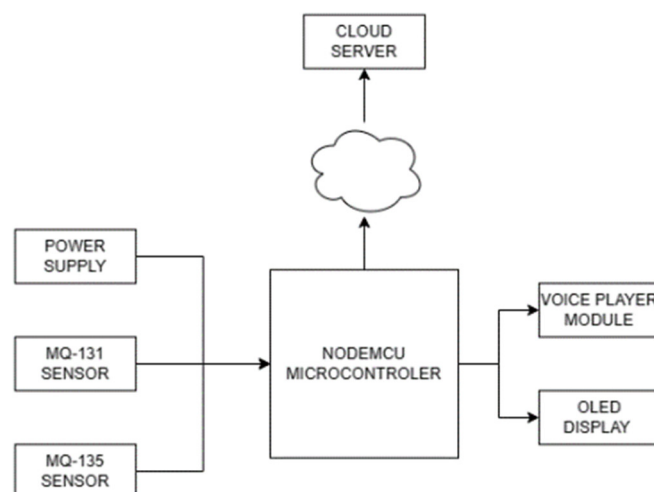 CLOUD
SERVER
POWER
SUPPLY
MQ-131
SENSOR
MQ-135
SENSOR
NODEMCU
MICROCONTROLER
VOICE PLAYER
MODULE
OLED
DISPLAY